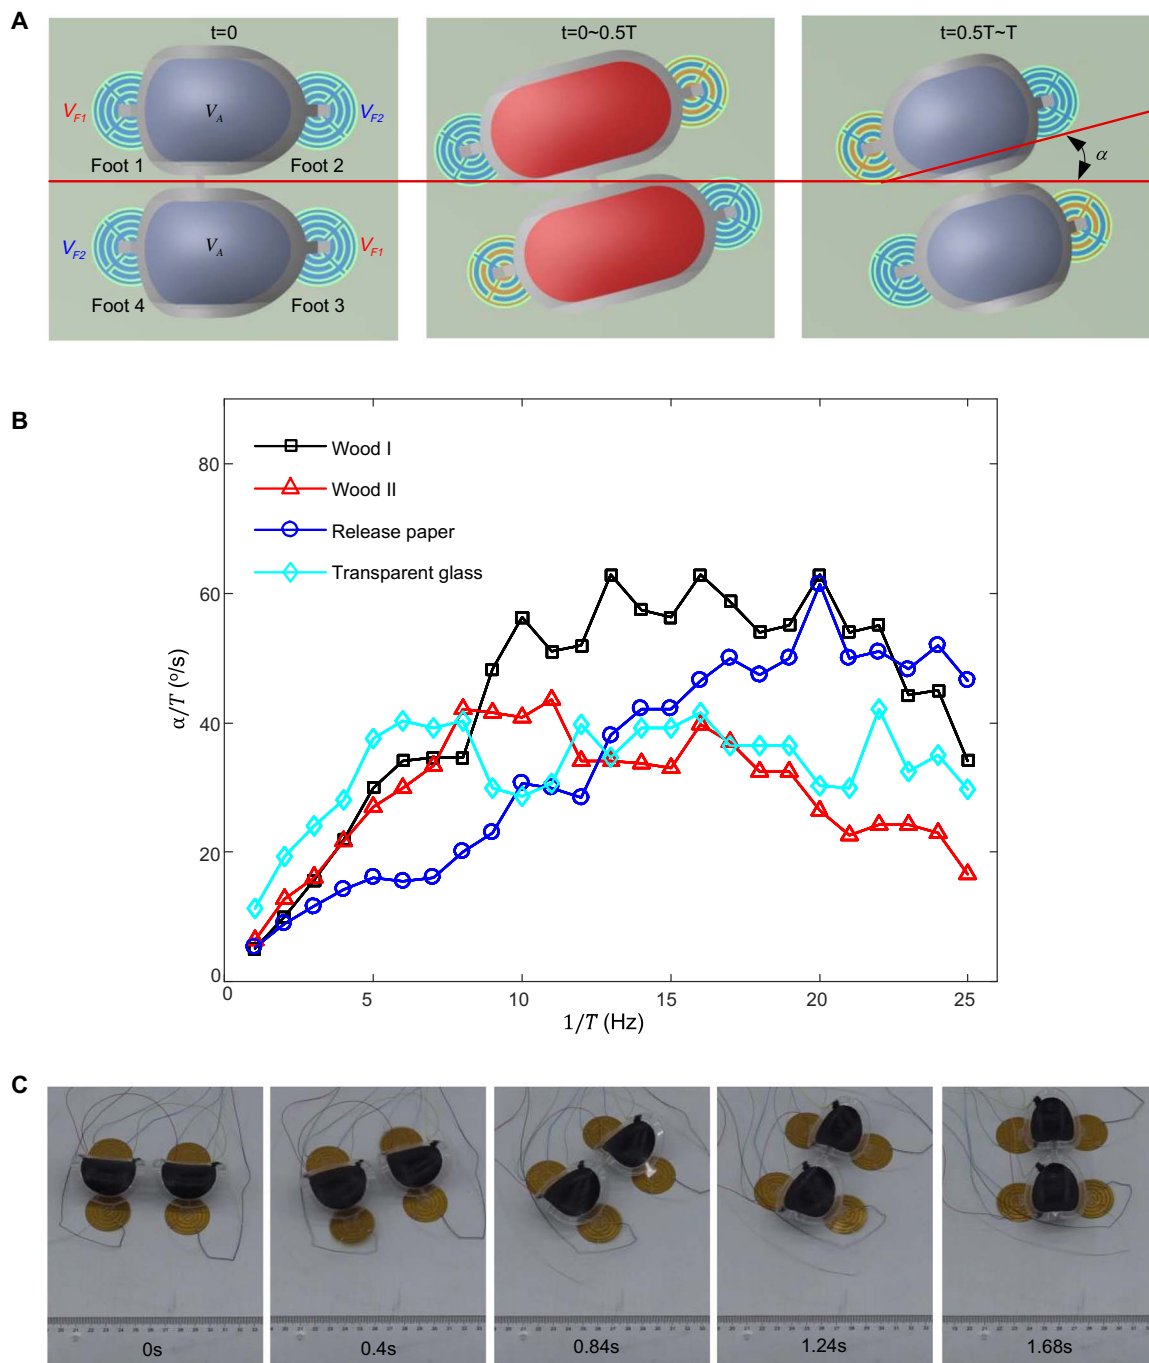 A
t=0
t=0~0.5T
t=0.5T~T
V_F1
V_A
V_F2
Foot 1
Foot 2
α
V_F2
V_A
V_F1
Foot 4
Foot 3
B
Wood I
Wood II
Release paper
Transparent glass
80
60
40
20
0
α/T (º/s)
0
5
10
15
20
25
1/T (Hz)
C
0s
0.4s
0.84s
1.24s
1.68s